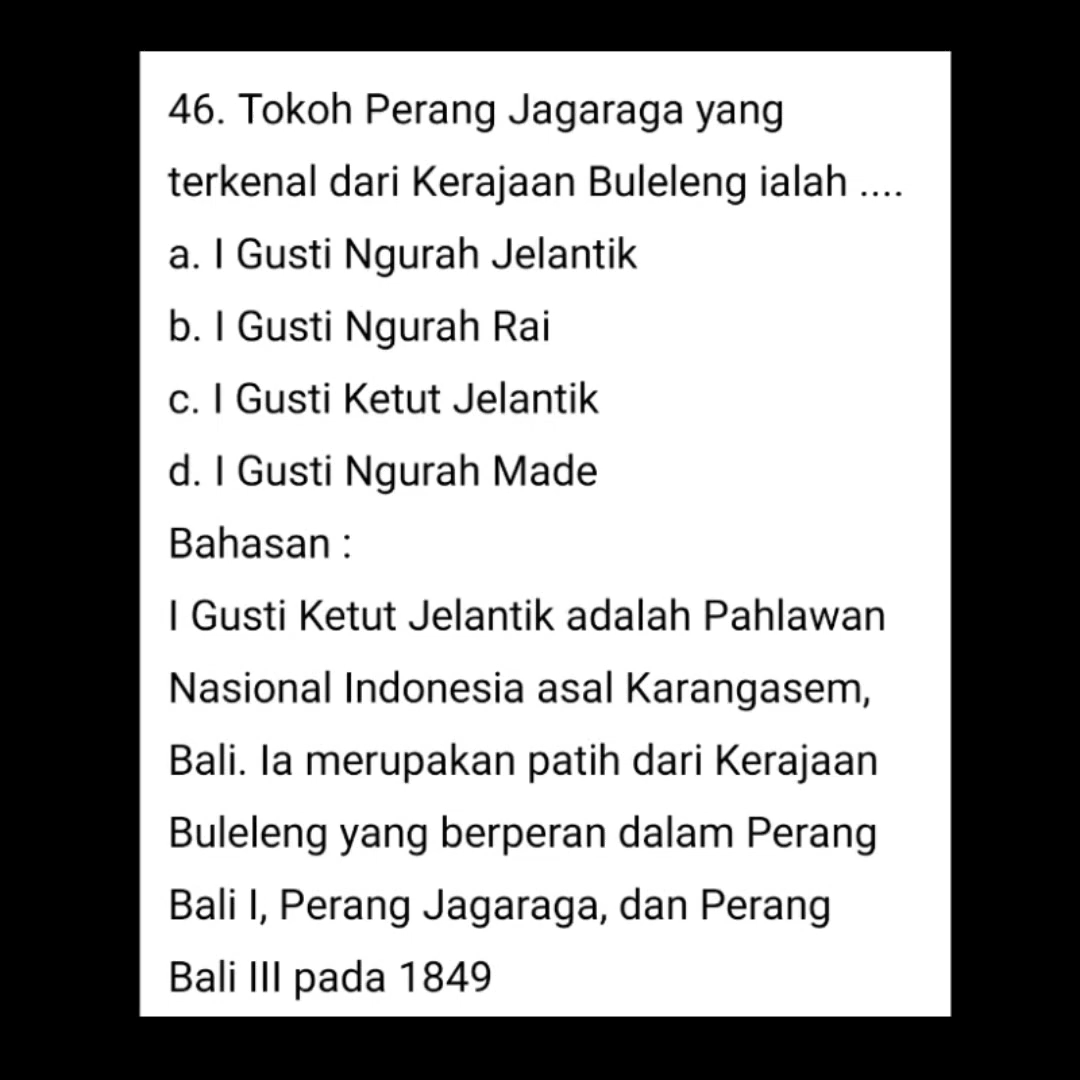 46. Tokoh Perang Jagaraga yang
terkenal dari Kerajaan Buleleng ialah ....
a. I Gusti Ngurah Jelantik
b. I Gusti Ngurah Rai
c. I Gusti Ketut Jelantik
d. I Gusti Ngurah Made
Bahasan :
I Gusti Ketut Jelantik adalah Pahlawan
Nasional Indonesia asal Karangasem,
Bali. Ia merupakan patih dari Kerajaan
Buleleng yang berperan dalam Perang
Bali I, Perang Jagaraga, dan Perang
Bali III pada 1849